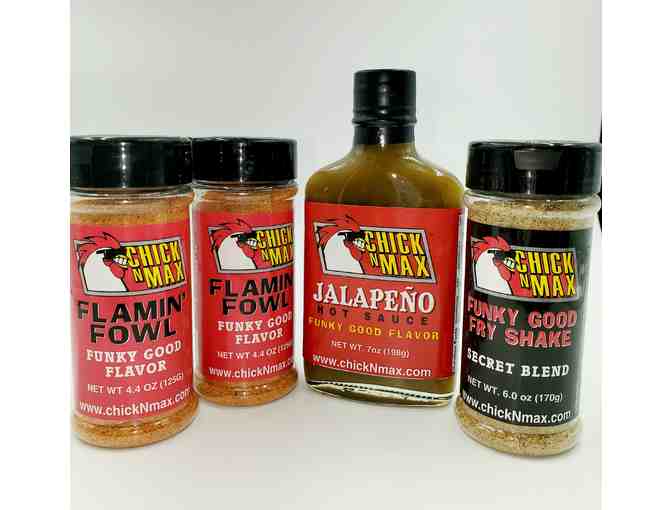 CHICK
N
MAX
FLAMIN'
FOWL
FUNKY GOOD
FLAVOR
NET WT 4.4 OZ (125G)
www.chickNmax.com
CHICK
N
MAX
FLAMIN'
FOWL
FUNKY GOOD
FLAVOR
NET WT 4.4 OZ
www.chickNmax.com
CHICK
N
MAX
JALAPEÑO
HOT SAUCE
FUNKY GOOD FLAVOR
NET WT. 7oz (198g)
www.chickNmax.com
CHICK
N
MAX
FUNKY GOOD
FRY SHAKE
SECRET BLEND
NET WT. 6.0 oz (170g)
www.chickNmax.com